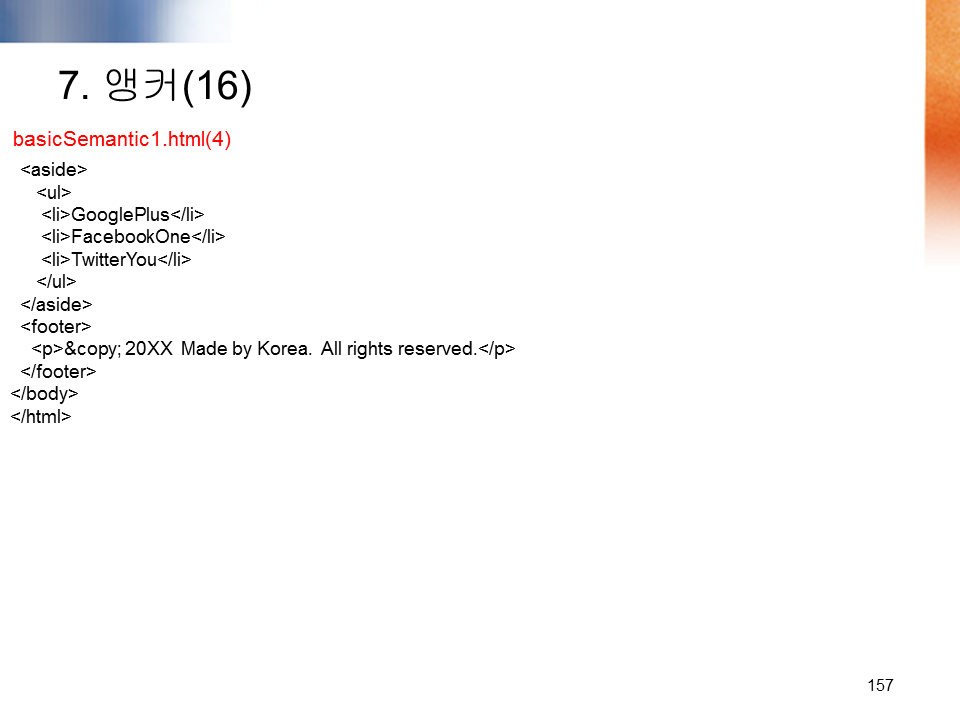 7. 앵커(16)
basicSemantic1.html(4)
<aside>
<ul>
<li>GooglePlus</li>
<li>FacebookOne</li>
<li>TwitterYou</li>
</ul>
</aside>
<footer>
<p>&copy; 20XX Made by Korea. All rights reserved.</p>
</footer>
</body>
</html>
157